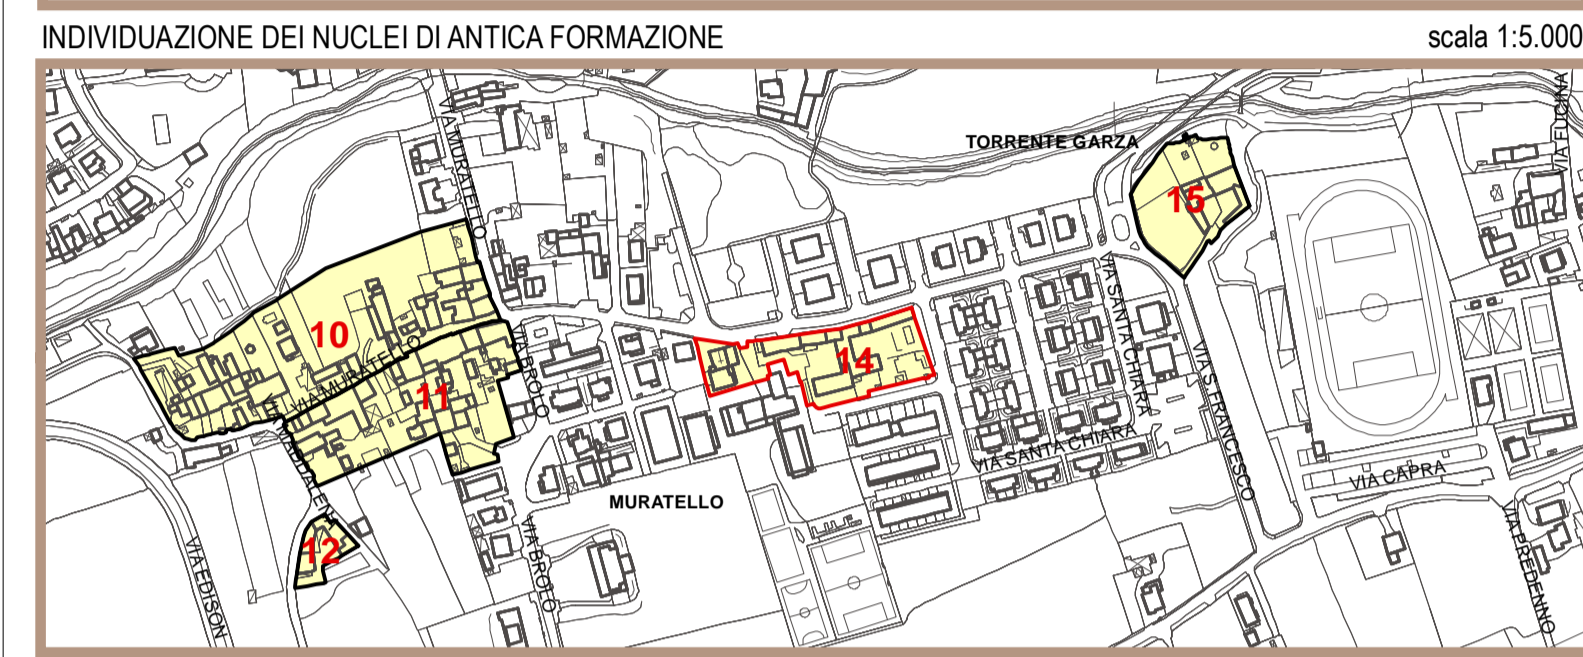 INDIVIDUAZIONE DEI NUCLEI DI ANTICA FORMAZIONE
scala 1:5.000
VIA MURATELLO
TORRENTE GARZA
VIA FUCINA
15
10
VIA MURATELLO
11
VIA BROLO
14
VIA SANTA CHIARA
VIA S.FRANCESCO
VIA MADDALENA
VIA SANTA CHIARA
VIA CAPRA
MURATELLO
12
VIA EDISON
VIA BROLO
VIA PREDENNO